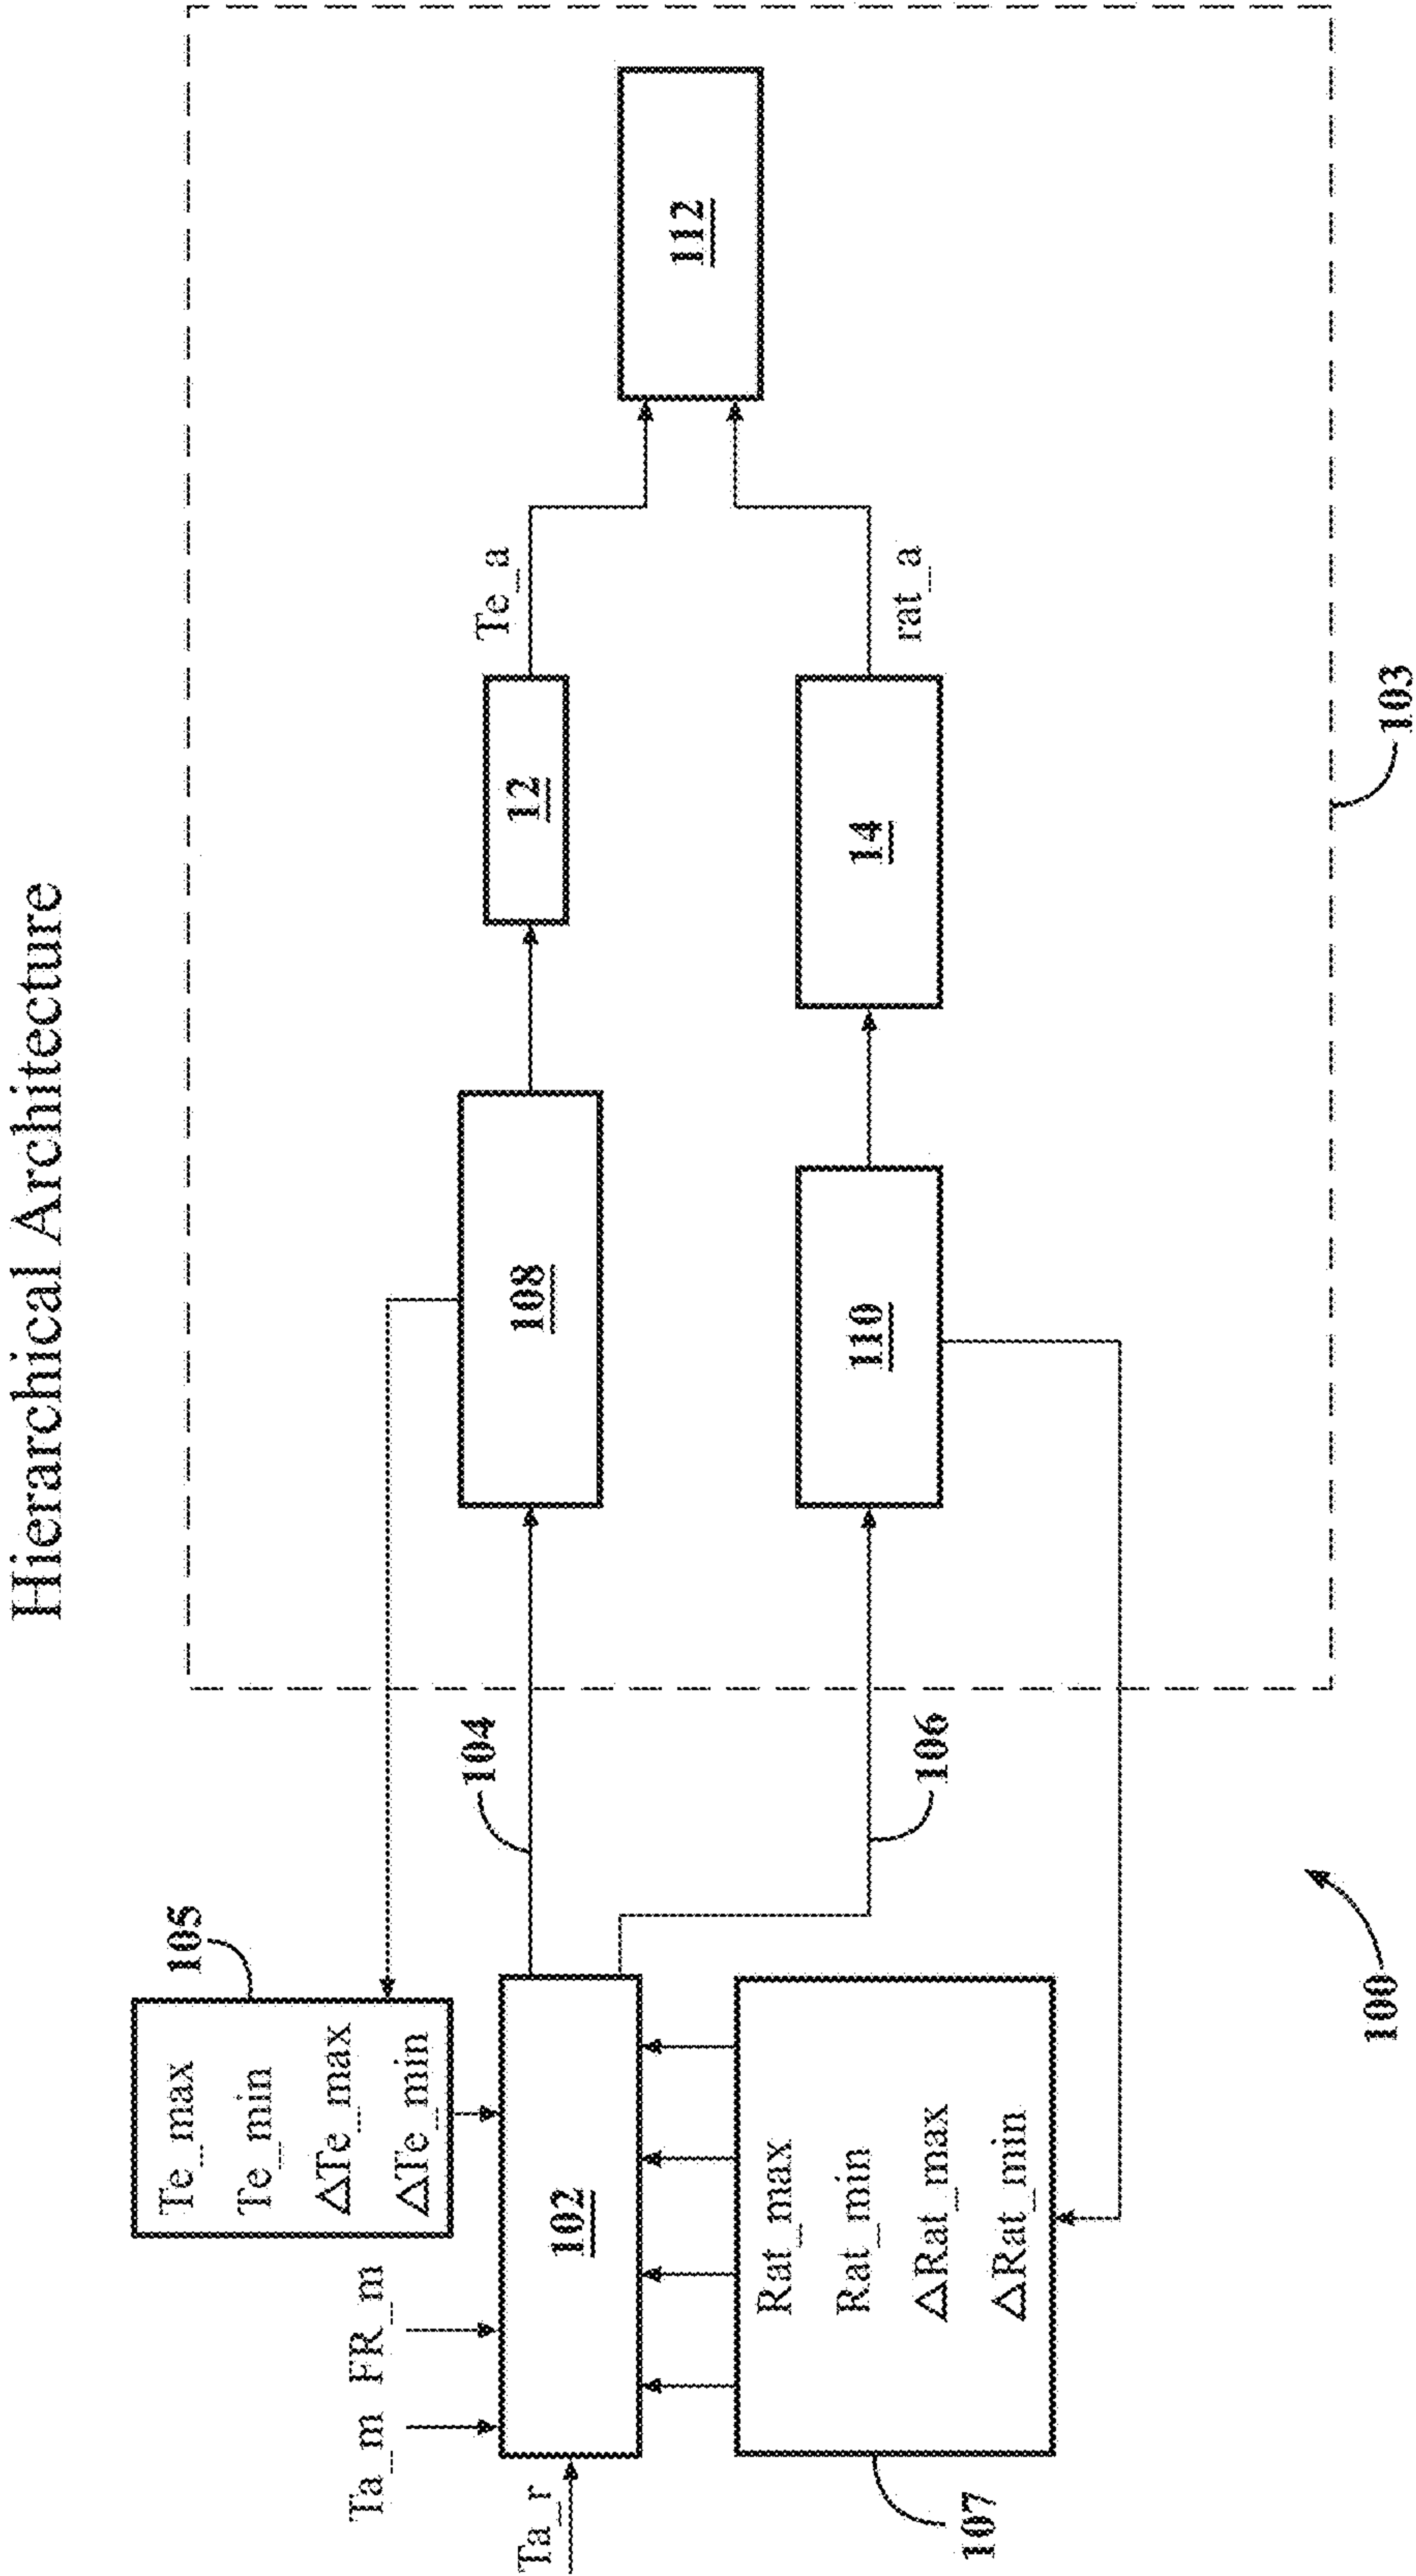 Hierarchical Architecture
105
Te_max
Te_min
ΔTe_max
ΔTe_min
Ta_m FR_m
Ta_r
102
104
106
Rat_max
Rat_min
ΔRat_max
ΔRat_min
107
108
110
12
14
Te_a
rat_a
112
100
103